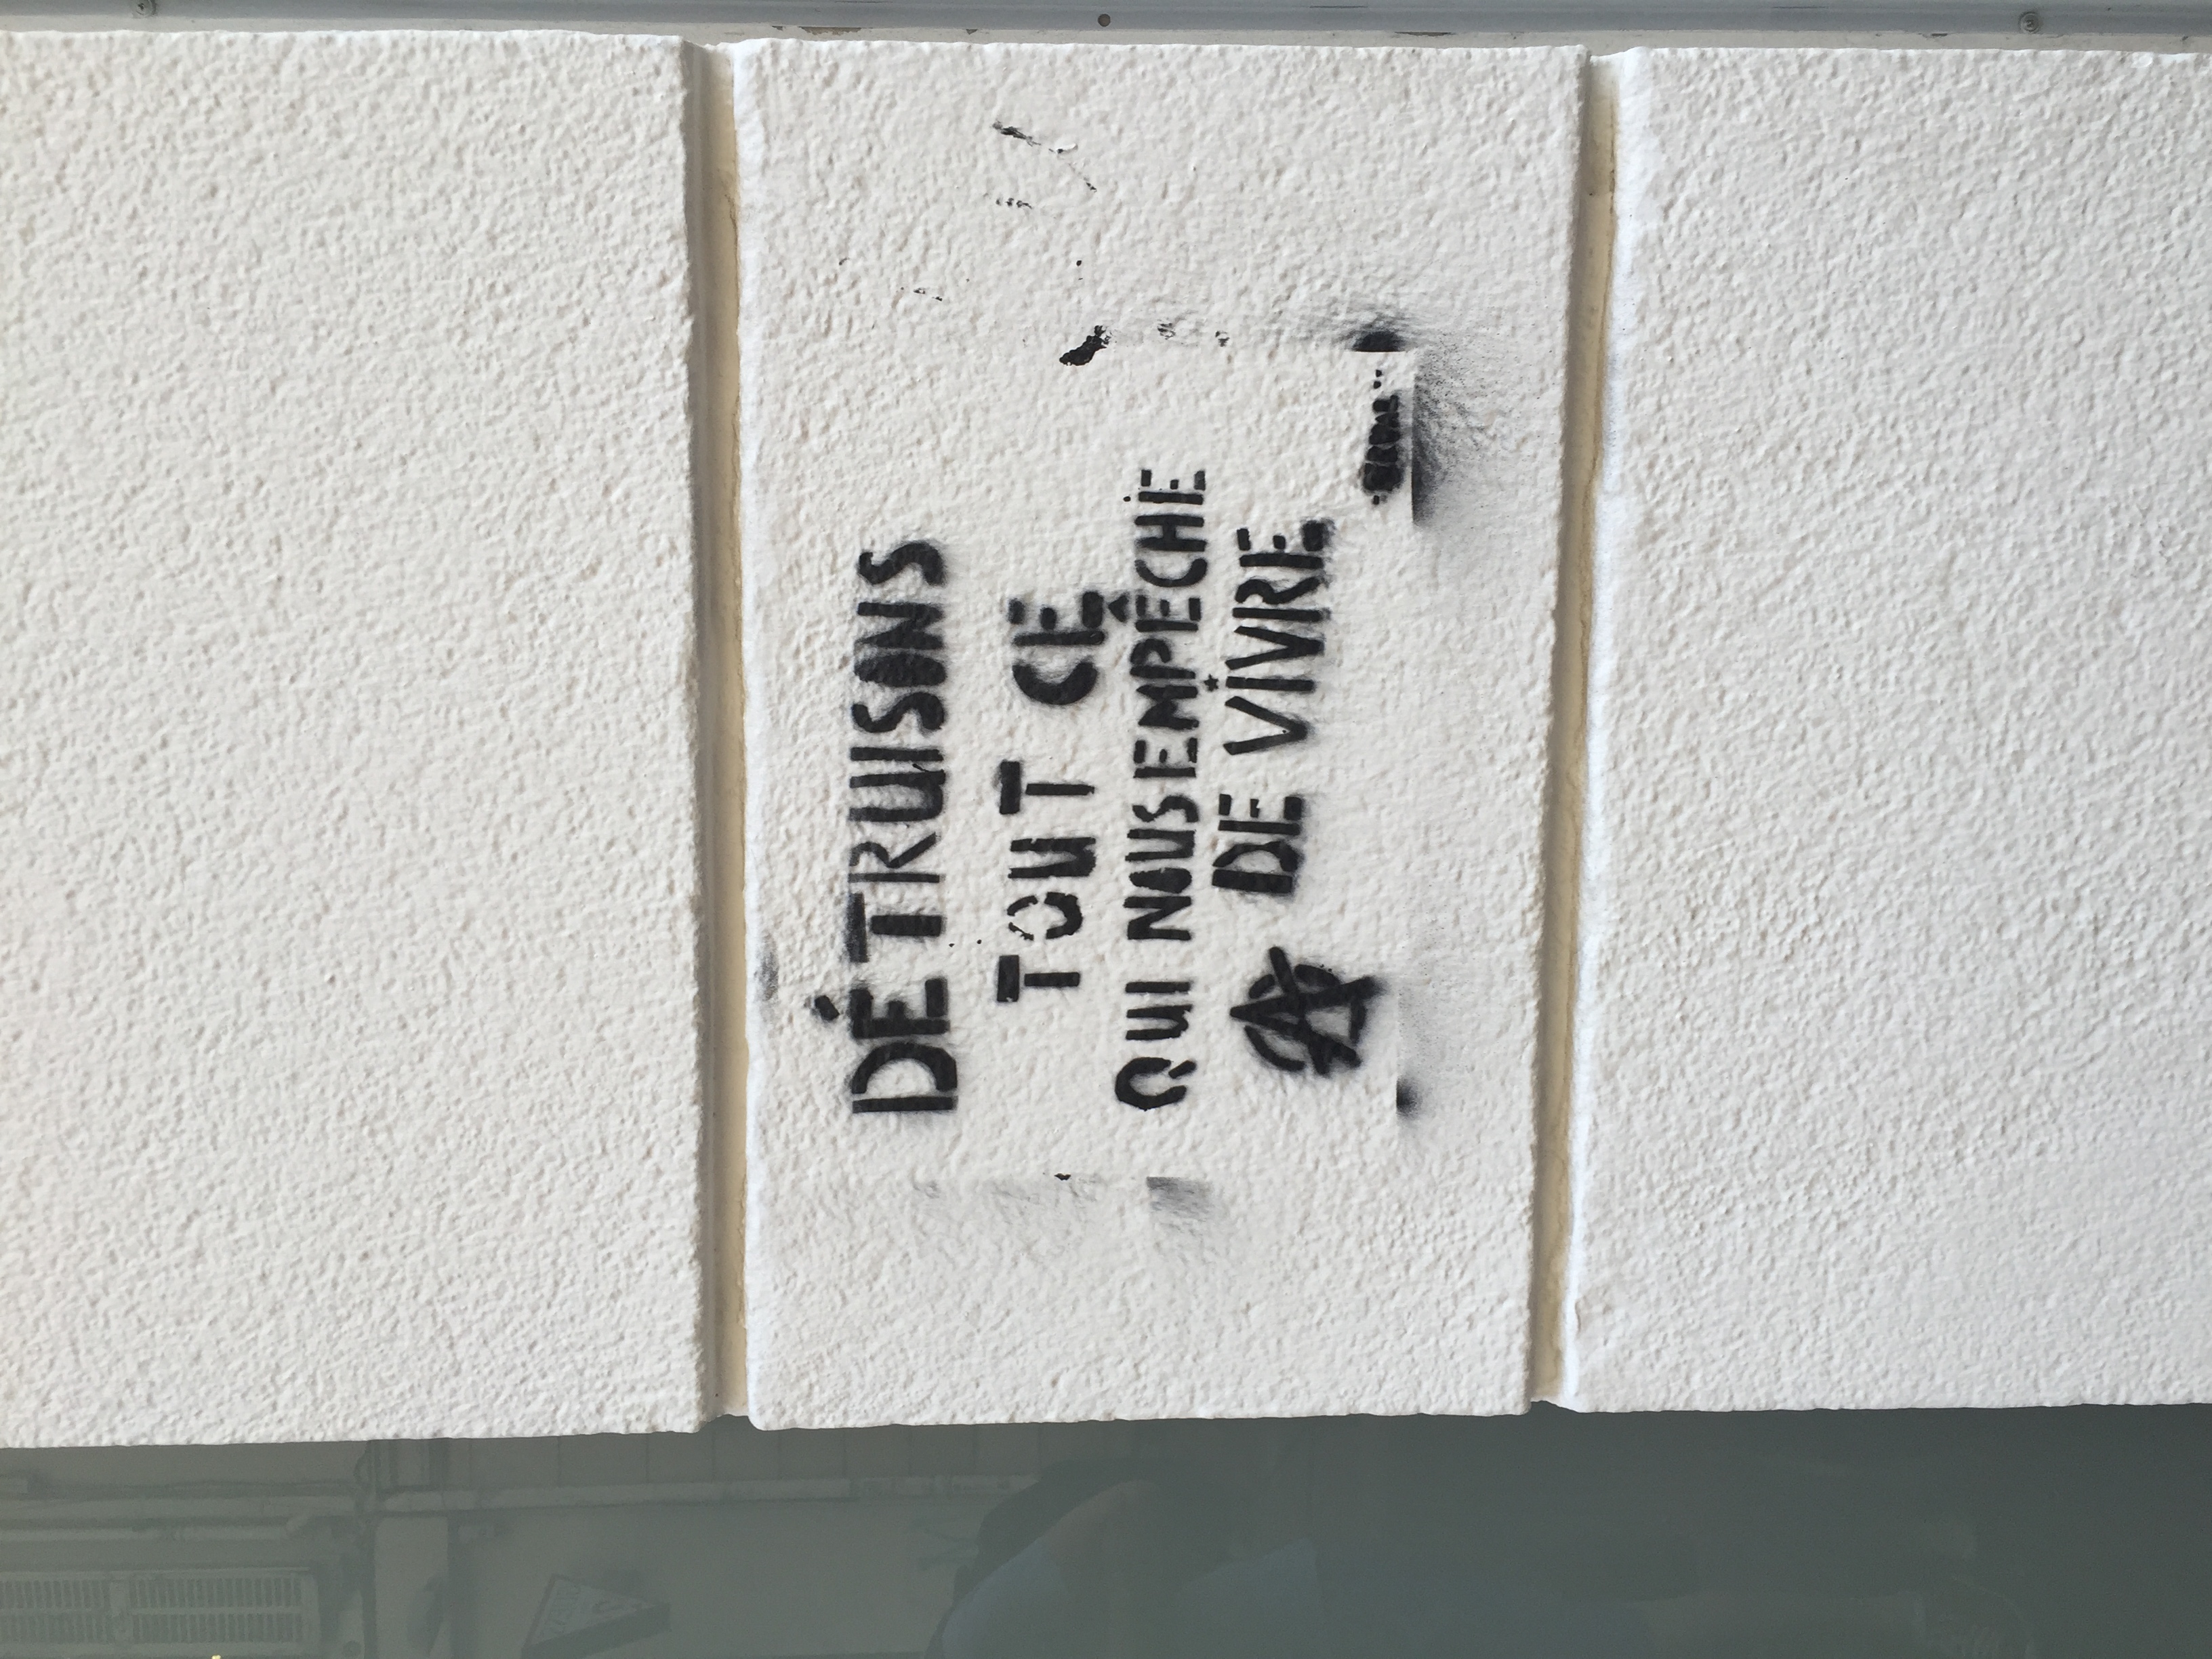 DÉTRUISONS
TOUT CE
QUI NOUS EMPÊCHE
DE VIVRE